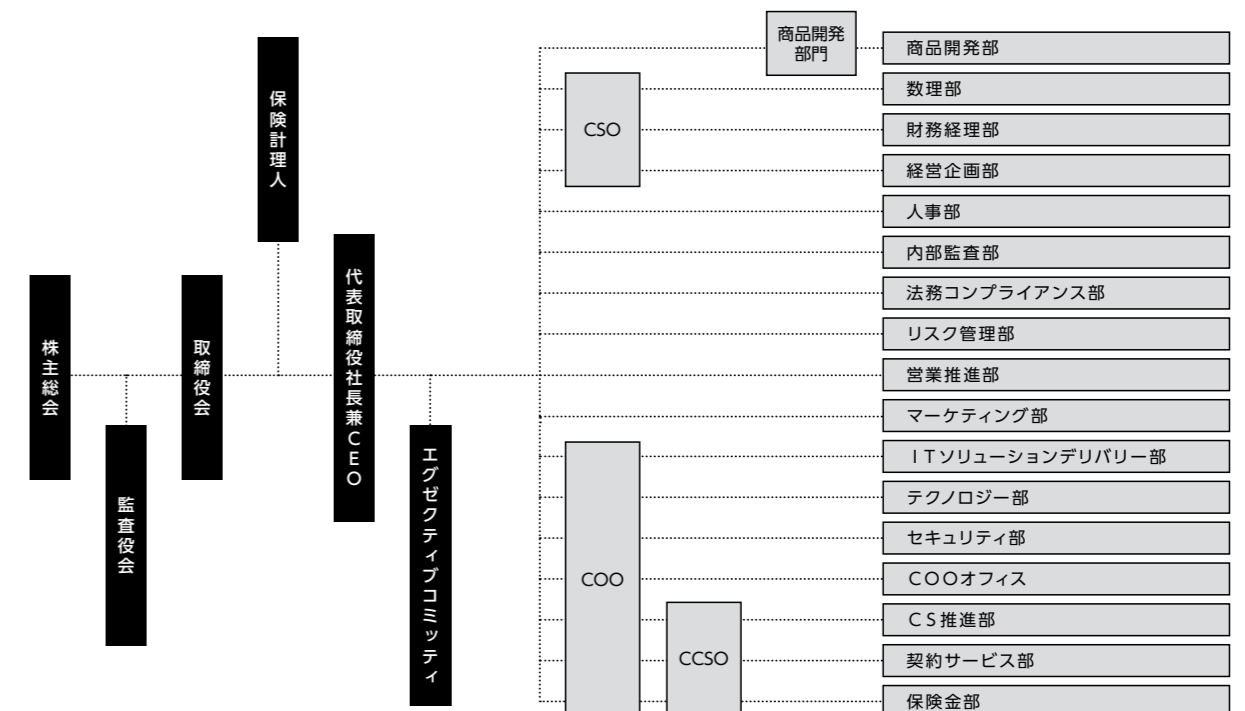 株主総会
監査役会
取締役会
保険計理人
代表取締役社長兼CEO
エグゼクティブコミッティ
CSO
COO
CCSO
商品開発
部門
商品開発部
数理部
財務経理部
経営企画部
人事部
内部監査部
法務コンプライアンス部
リスク管理部
営業推進部
マーケティング部
ITソリューションデリバリー部
テクノロジー部
セキュリティ部
COOオフィス
CS推進部
契約サービス部
保険金部